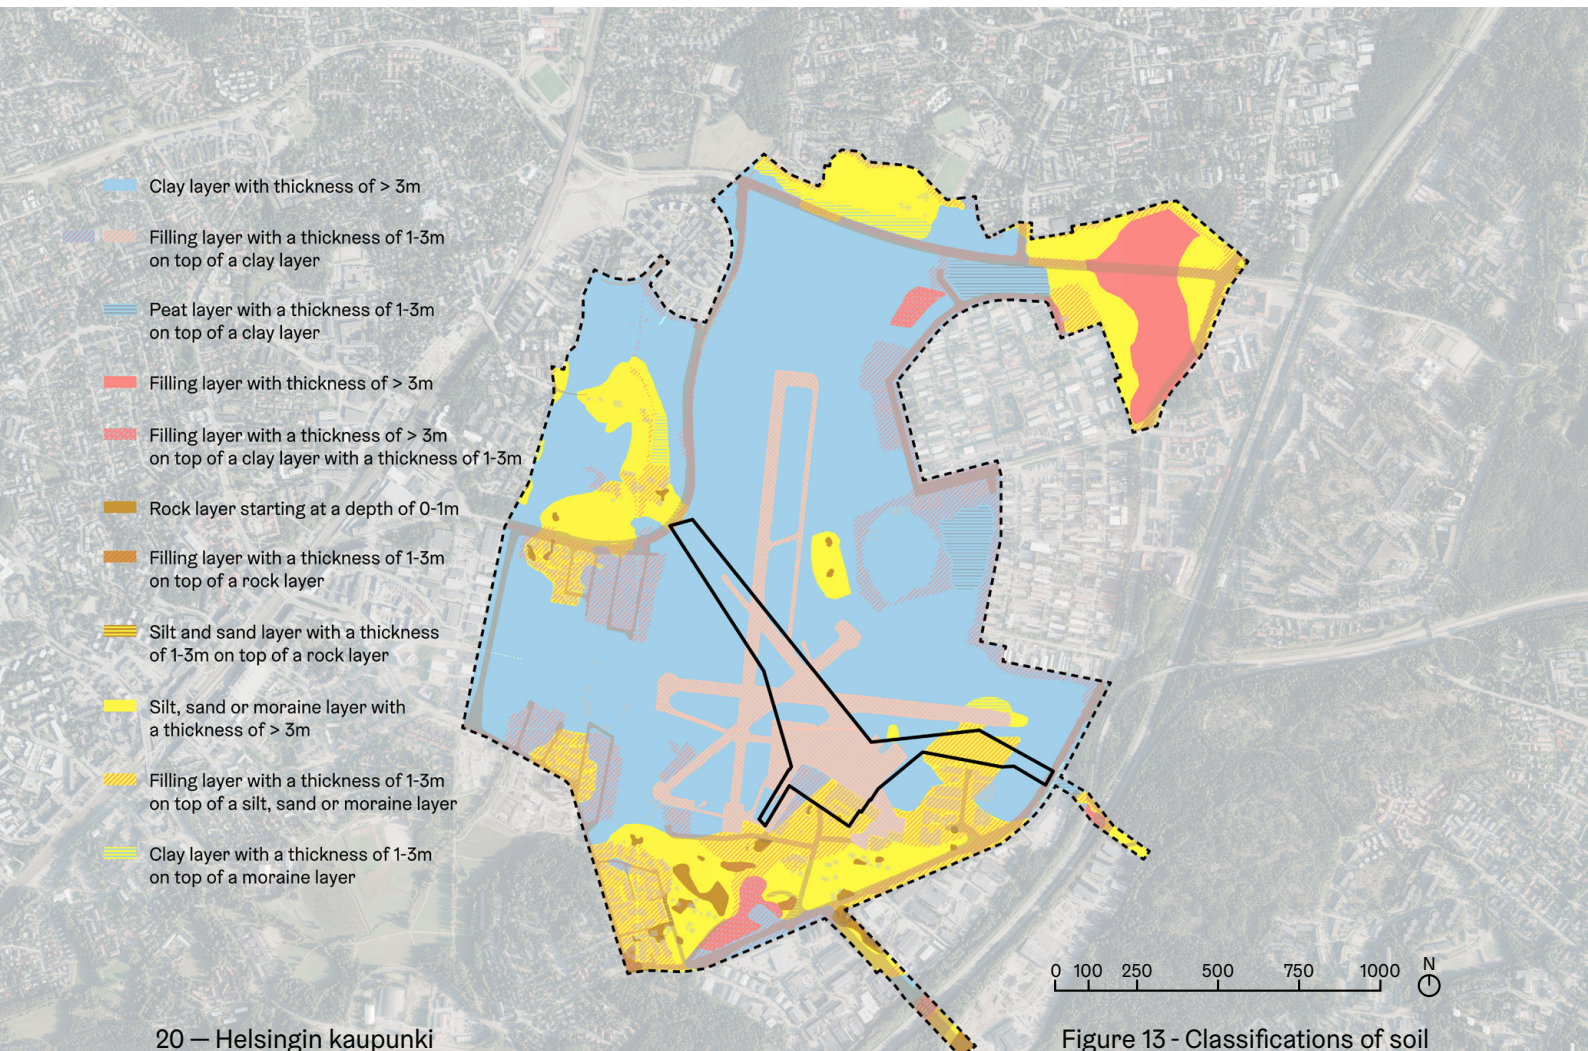 Clay layer with thickness of > 3m
Filling layer with a thickness of 1-3m
on top of a clay layer
Peat layer with a thickness of 1-3m
on top of a clay layer
Filling layer with thickness of > 3m
Filling layer with a thickness of > 3m
on top of a clay layer with a thickness of 1-3m
Rock layer starting at a depth of 0-1m
Filling layer with a thickness of 1-3m
on top of a rock layer
Silt and sand layer with a thickness
of 1-3m on top of a rock layer
Silt, sand or moraine layer with
a thickness of > 3m
Filling layer with a thickness of 1-3m
on top of a silt, sand or moraine layer
Clay layer with a thickness of 1-3m
on top of a moraine layer
0 100 250 500 750 1000 N
20 — Helsingin kaupunki
Figure 13 - Classifications of soil